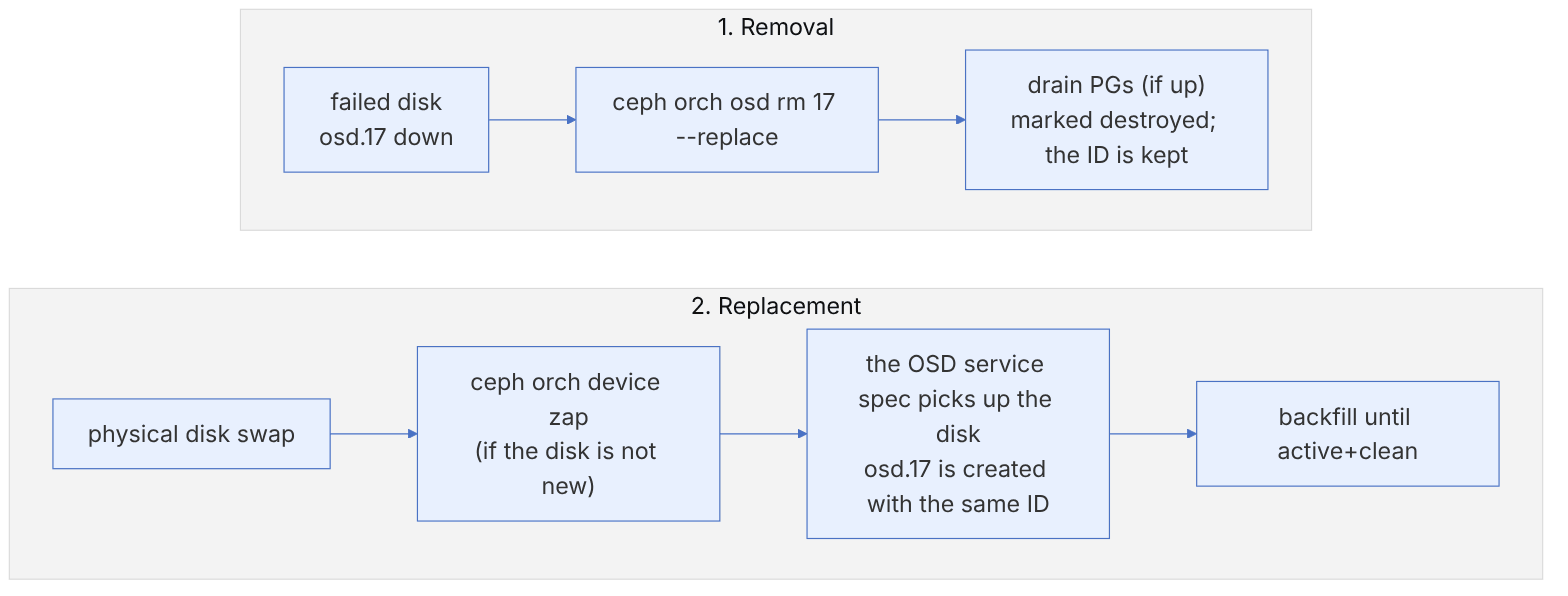 1. Removal
failed disk
osd.17 down
ceph orch osd rm 17
--replace
drain PGs (if up)
marked destroyed;
the ID is kept
2. Replacement
physical disk swap
ceph orch device
zap
(if the disk is not
new)
the OSD service
spec picks up the
disk
osd.17 is created
with the same ID
backfill until
active+clean